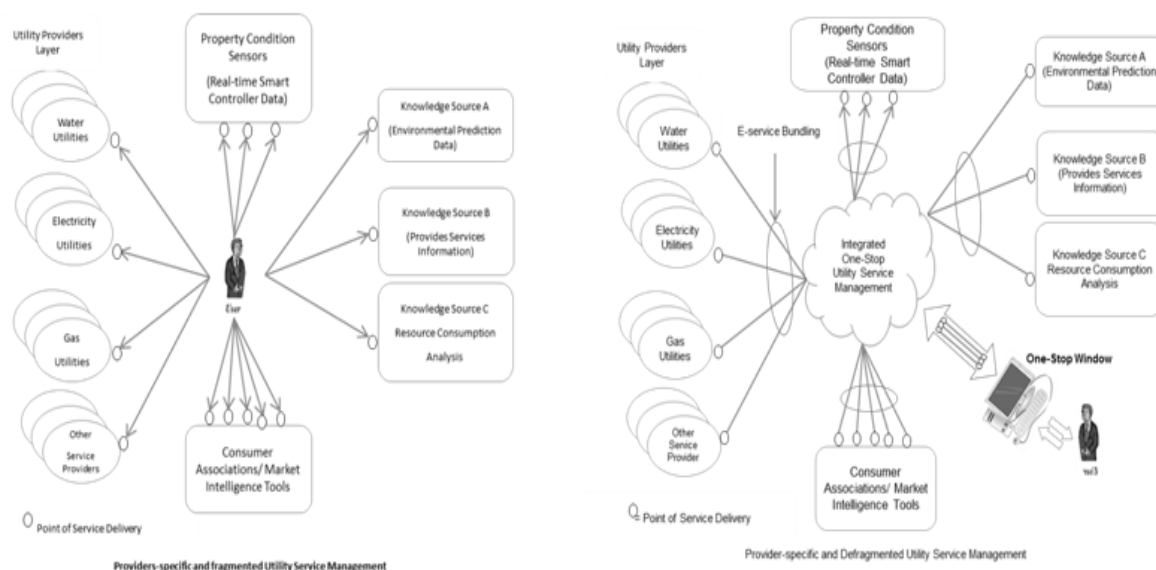 Utility Providers
Layer
Property Condition
Sensors
(Real-time Smart
Controller Data)
Water
Utilities
Electricity
Utilities
Gas
Utilities
Other
Service
Providers
Knowledge Source A
(Environmental Prediction
Data)
Knowledge Source B
(Provides Services
Information)
Knowledge Source C
Resource Consumption
Analysis
User
Consumer
Associations/ Market
Intelligence Tools
Point of Service Delivery
Providers-specific and fragmented Utility Service Management
Utility Providers
Layer
Property Condition
Sensors
(Real-time Smart
Controller Data)
E-service Bundling
Water
Utilities
Electricity
Utilities
Gas
Utilities
Other
Service
Provider
Integrated
One-Stop
Utility Service
Management
Knowledge Source A
(Environmental Prediction
Data)
Knowledge Source B
(Provides Services
Information)
Knowledge Source C
Resource Consumption
Analysis
One-Stop Window
Consumer
Associations/ Market
Intelligence Tools
= Point of Service Delivery
Provider-specific and Defragmented Utility Service Management